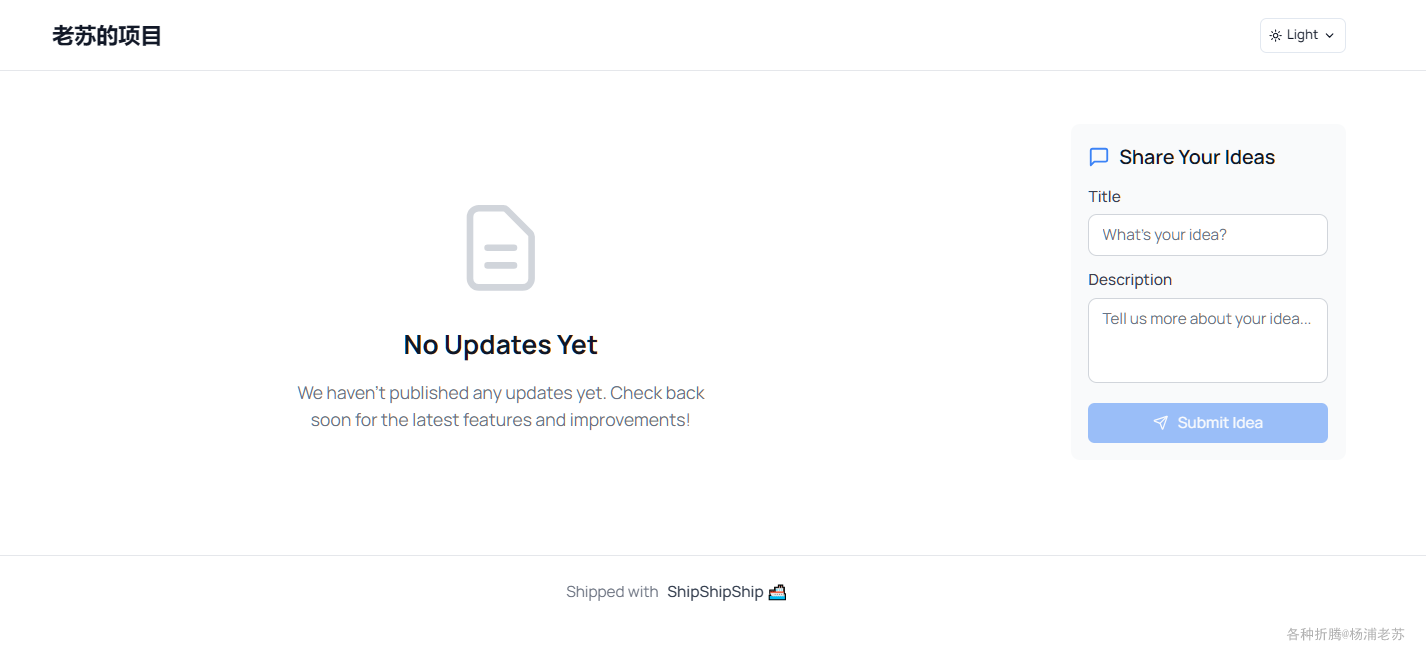 老苏的项目
Light
No Updates Yet
We haven't published any updates yet. Check back
soon for the latest features and improvements!
Share Your Ideas
Title
What's your idea?
Description
Tell us more about your idea...
Submit Idea
Shipped with ShipShipShip
各种折腾@杨浦老苏